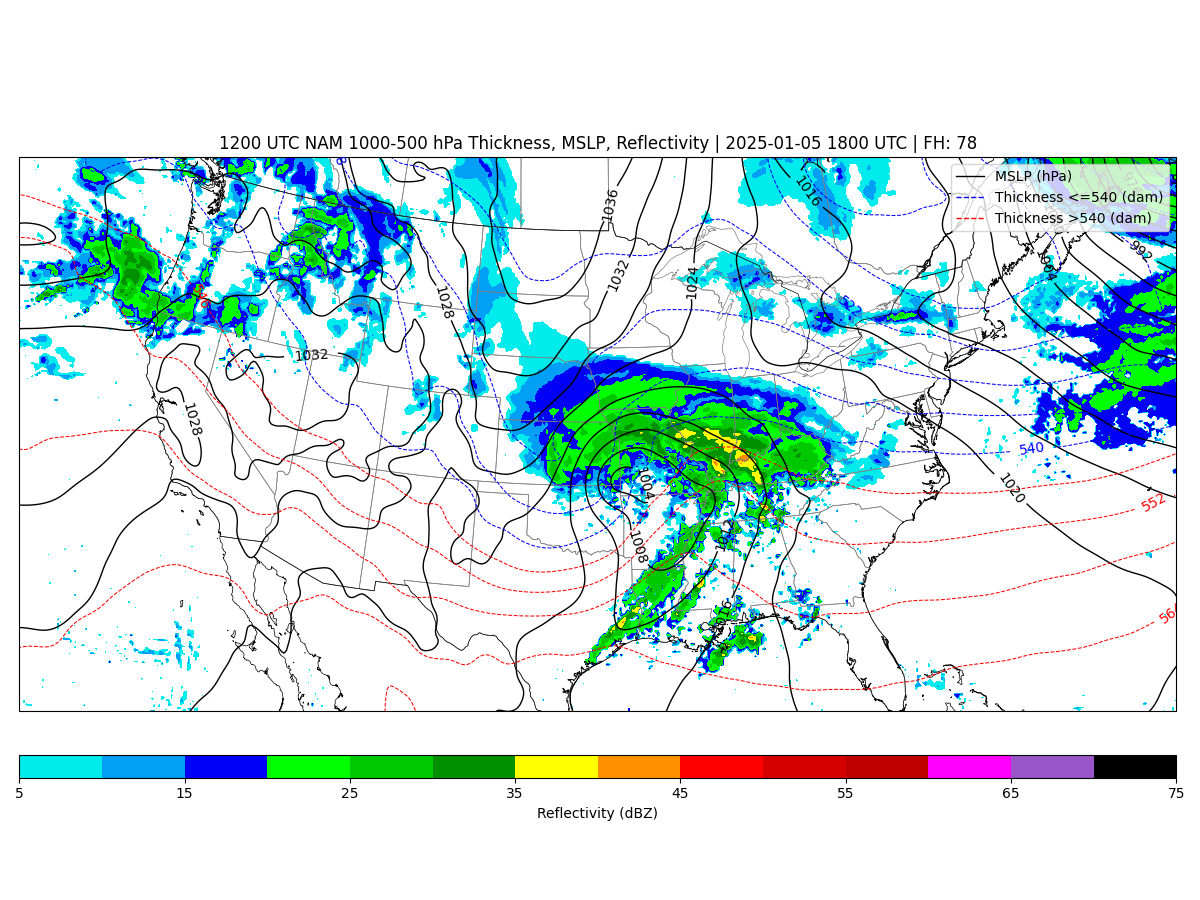 1200 UTC NAM 1000-500 hPa Thickness, MSLP, Reflectivity | 2025-01-05 1800 UTC | FH: 78
MSLP (hPa)
Thickness <=540 (dam)
Thickness >540 (dam)
1016
1036
992
1032
1024
1028
1032
1028
540
1004
1020
552
1008
1016
5 15 25 35 45 55 65 75
Reflectivity (dBZ)